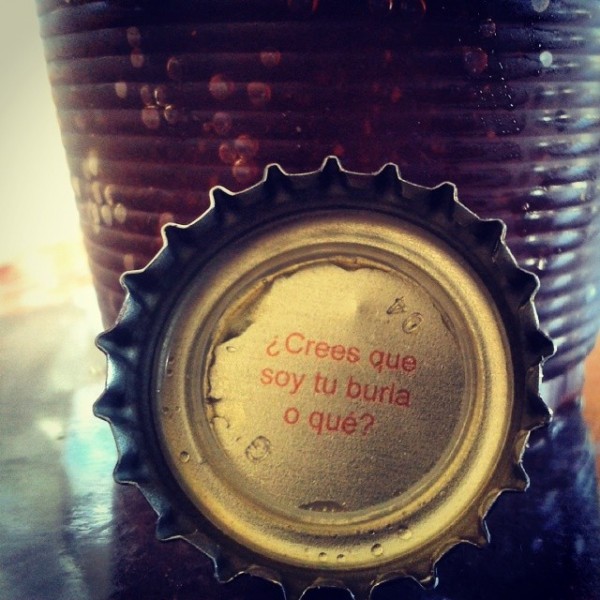 ¿Crees que
soy tu burla
o qué?